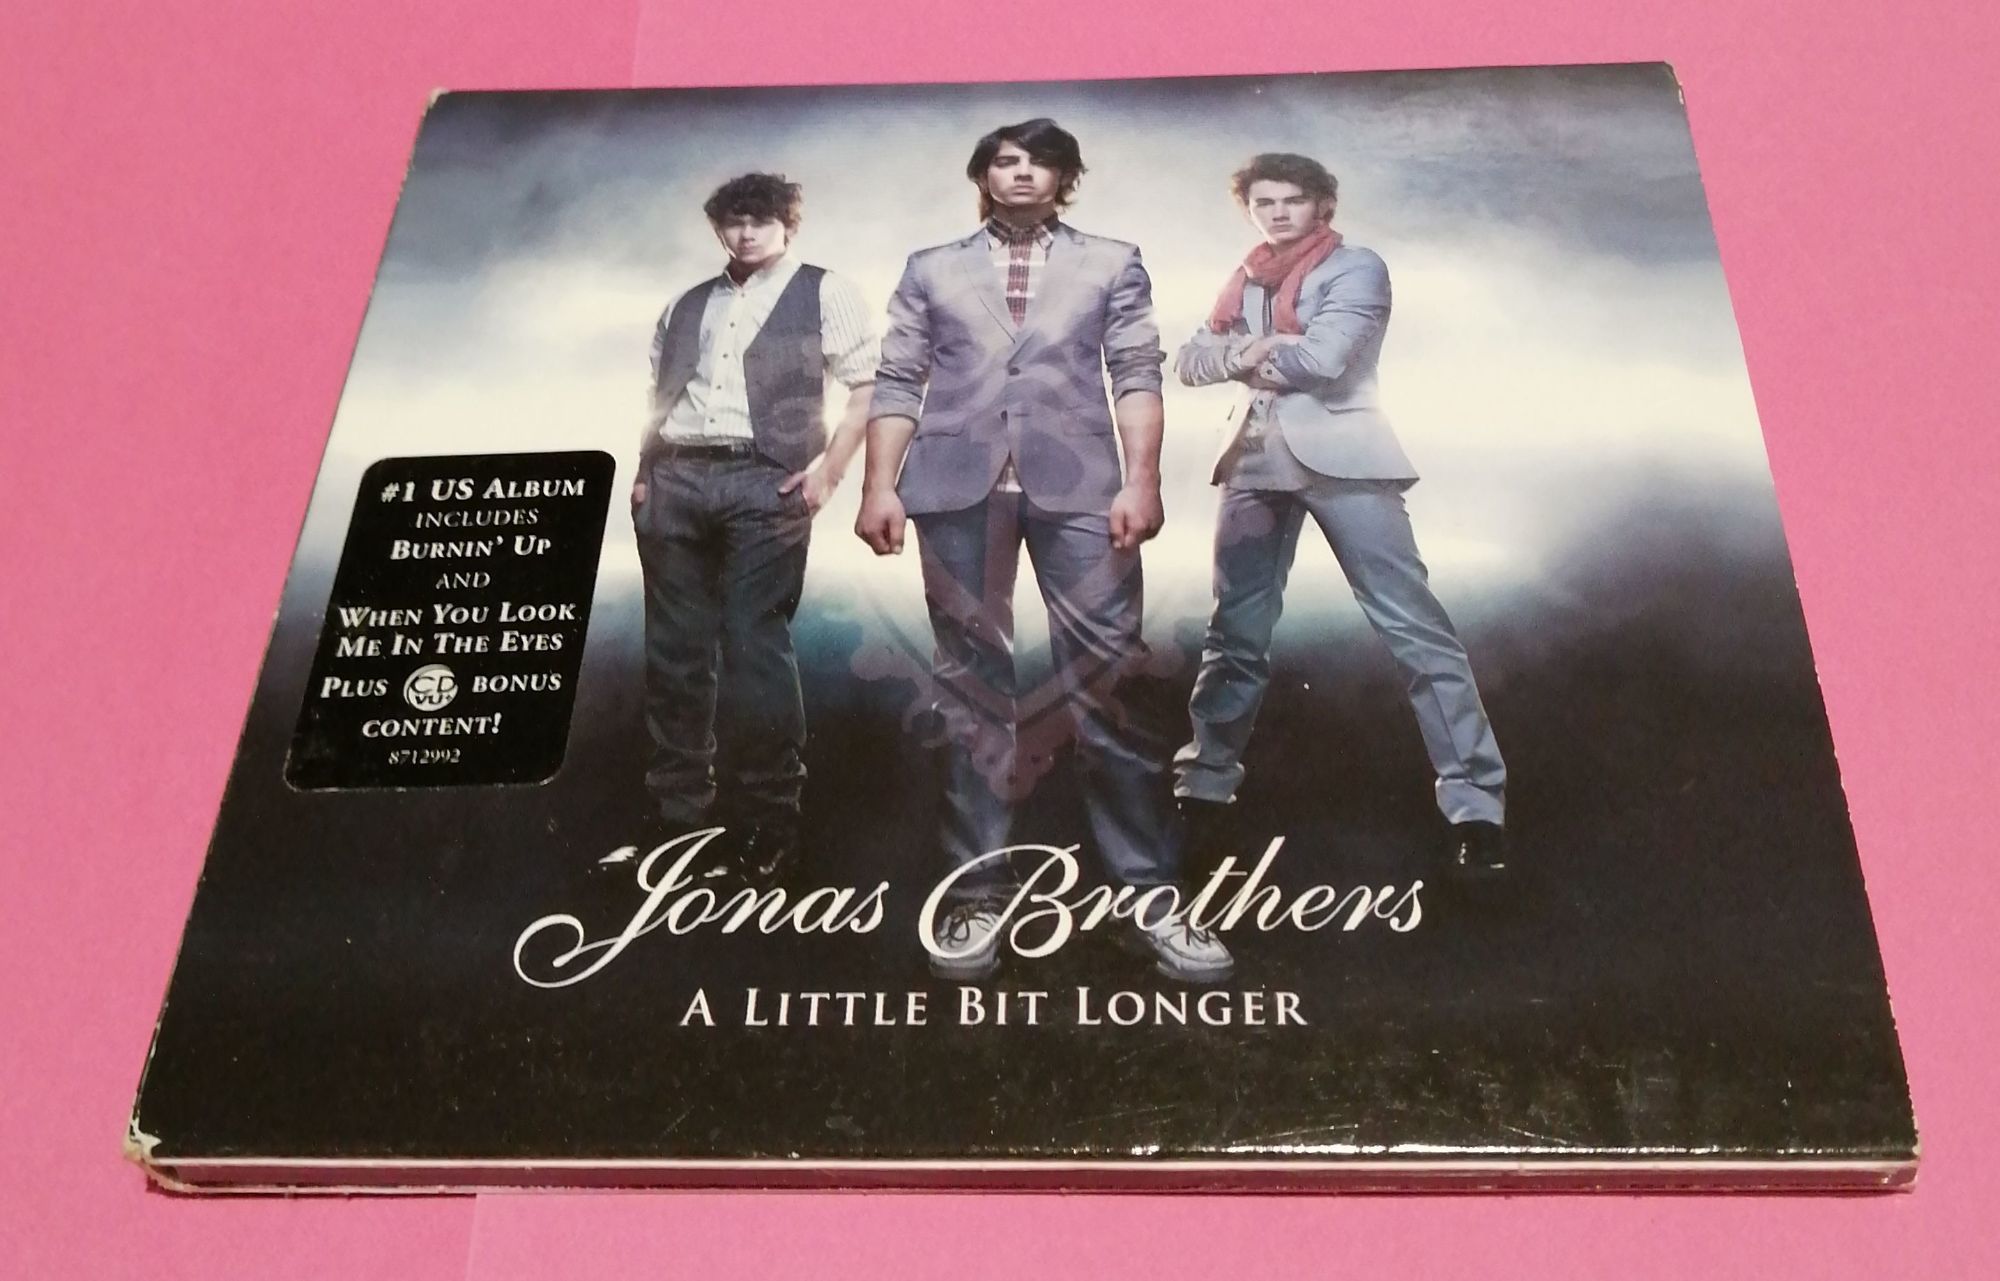 #1 US ALBUM
INCLUDES
BURNIN' UP
AND
WHEN YOU LOOK
ME IN THE EYES
PLUS CD VU+ BONUS
CONTENT!
8712992
Jonas Brothers
A LITTLE BIT LONGER